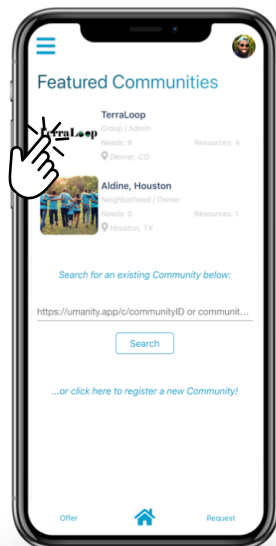 Featured Communities
TerraLoop
TerraLoop
Group / Admin
Needs: 6 Resources: 4
Denver, CO
Aldine, Houston
Neighborhood / Owner
Needs: 0 Resources: 1
Houston, TX
Search for an existing Community below:
https://umanity.app/c/communityID or communit...
Search
...or click here to register a new Community!
Offer Request